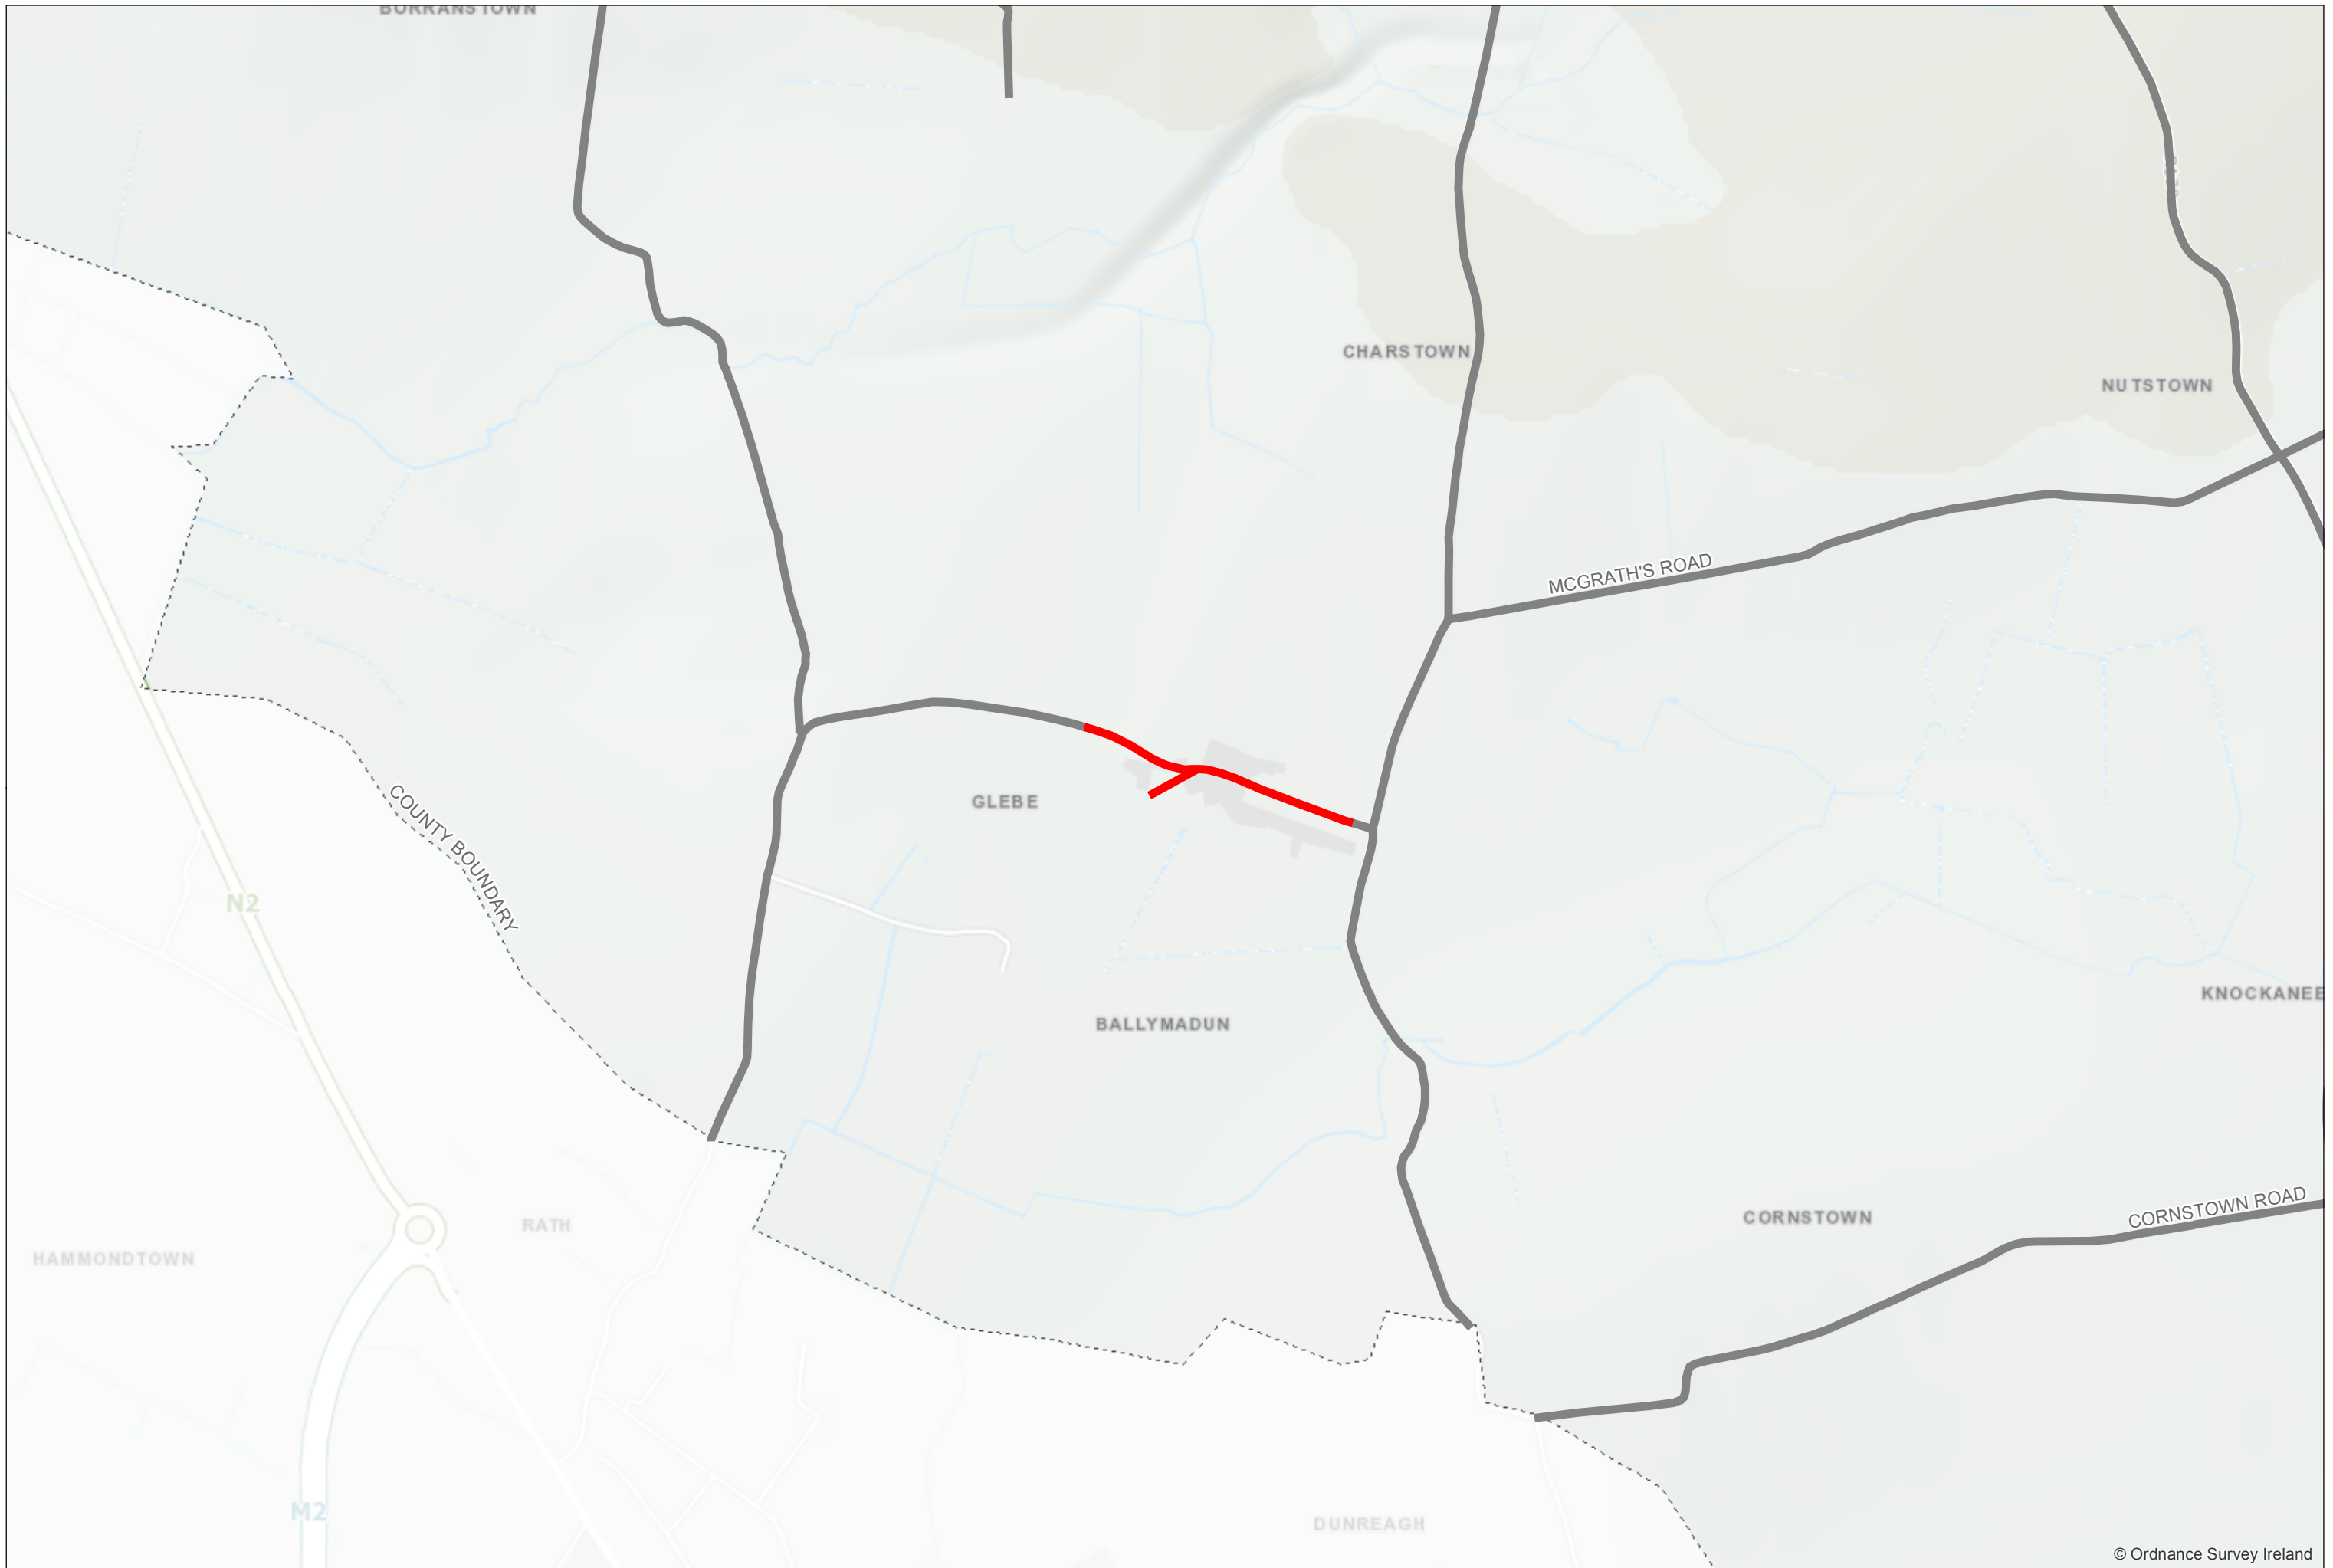 BORRANSTOWN
CHARSTOWN
NUTSTOWN
MCGRATH'S ROAD
COUNTY BOUNDARY
GLEBE
N2
KNOCKANEE
BALLYMADUN
CORNSTOWN ROAD
CORNSTOWN
RATH
HAMMONDTOWN
M2
DUNREAGH
© Ordnance Survey Ireland